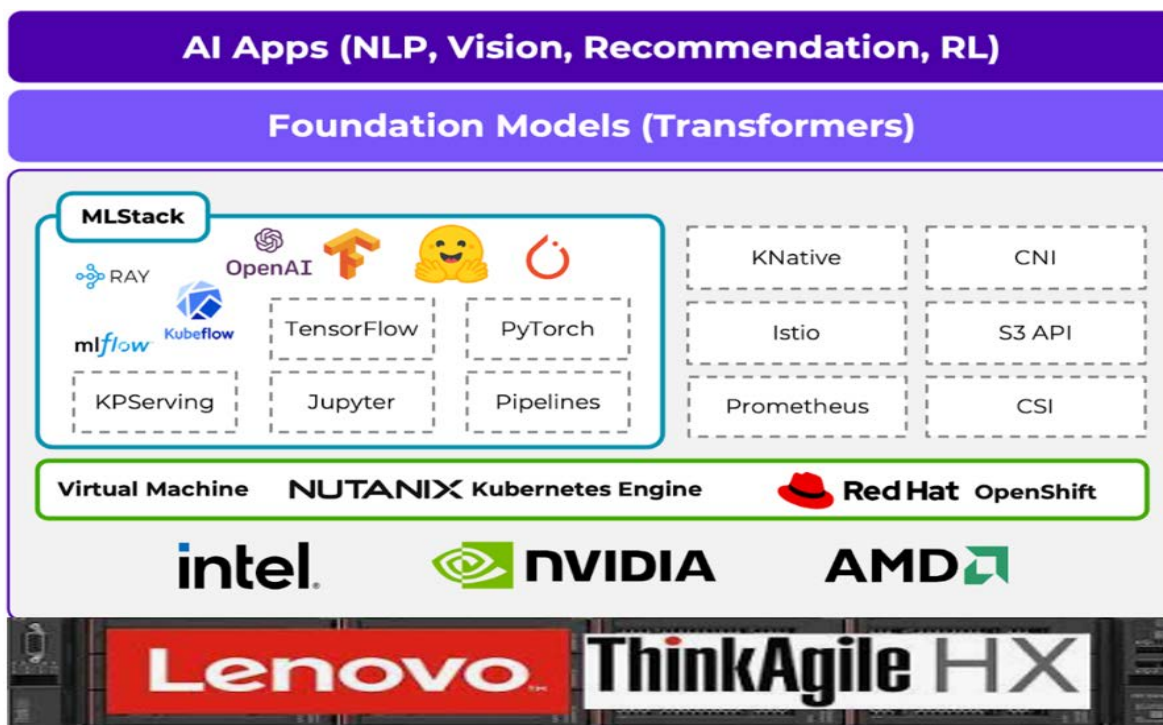 AI Apps (NLP, Vision, Recommendation, RL)
Foundation Models (Transformers)
MLStack
OpenAI
RAY
Kubeflow
mlflow
TensorFlow
PyTorch
KPServing
Jupyter
Pipelines
KNative
CNI
Istio
S3 API
Prometheus
CSI
Virtual Machine
NUTANIX Kubernetes Engine
Red Hat OpenShift
intel.
NVIDIA
AMD
Lenovo™
ThinkAgile HX